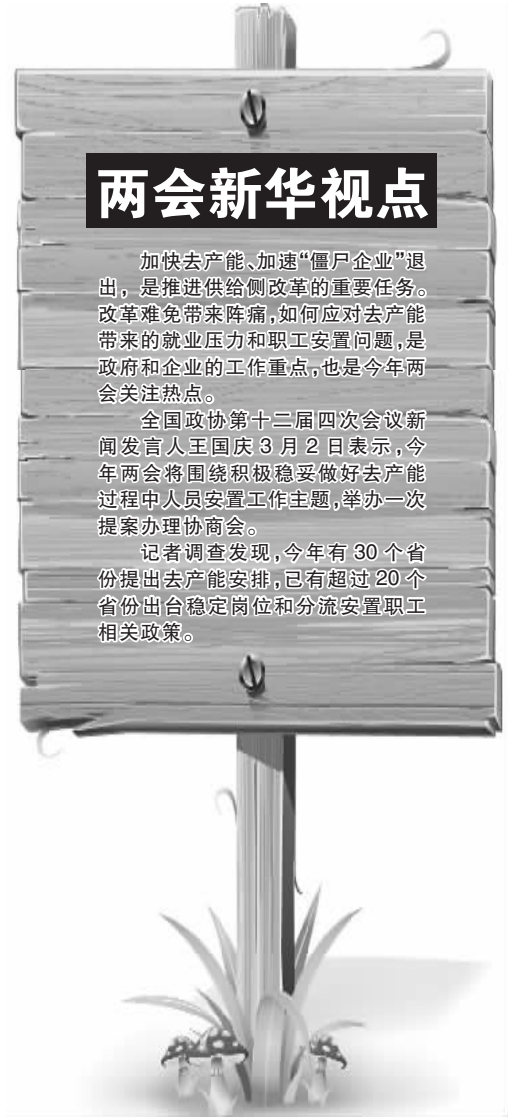 两会新华视点
加快去产能、加速“僵尸企业”退
出，是推进供给侧改革的重要任务。
改革难免带来阵痛，如何应对去产能
带来的就业压力和职工安置问题，是
政府和企业的工作重点，也是今年两
会关注热点。
全国政协第十二届四次会议新
闻发言人王国庆 3 月 2 日表示，今
年两会将围绕积极稳妥做好去产能
过程中人员安置工作主题，举办一次
提案办理协商会。
记者调查发现，今年有 30 个省
份提出去产能安排，已有超过 20 个
省份出台稳定岗位和分流安置职工
相关政策。